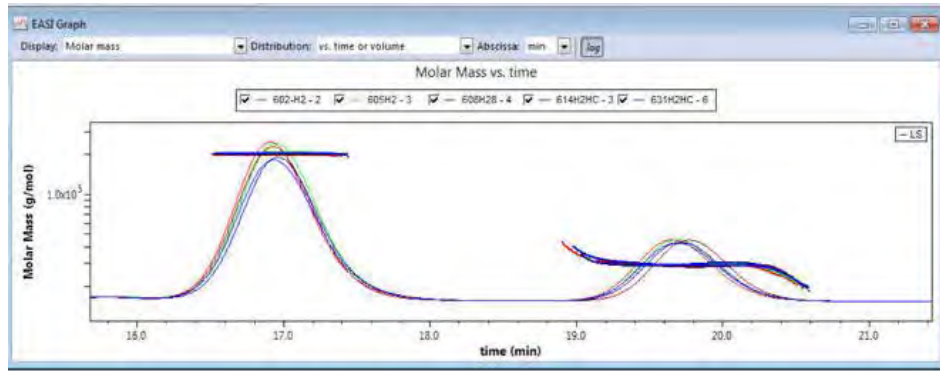 EASI Graph
Display: Molar mass Distribution: vs. time or volume Abscissa: min log
Molar Mass vs. time
602-H2 - 2 605H2 - 3 608H28 - 4 614H2HC - 3 631H2HC - 6
LS
Molar Mass (g/mol)
1.0x10⁵
16.0 17.0 18.0 19.0 20.0 21.0
time (min)